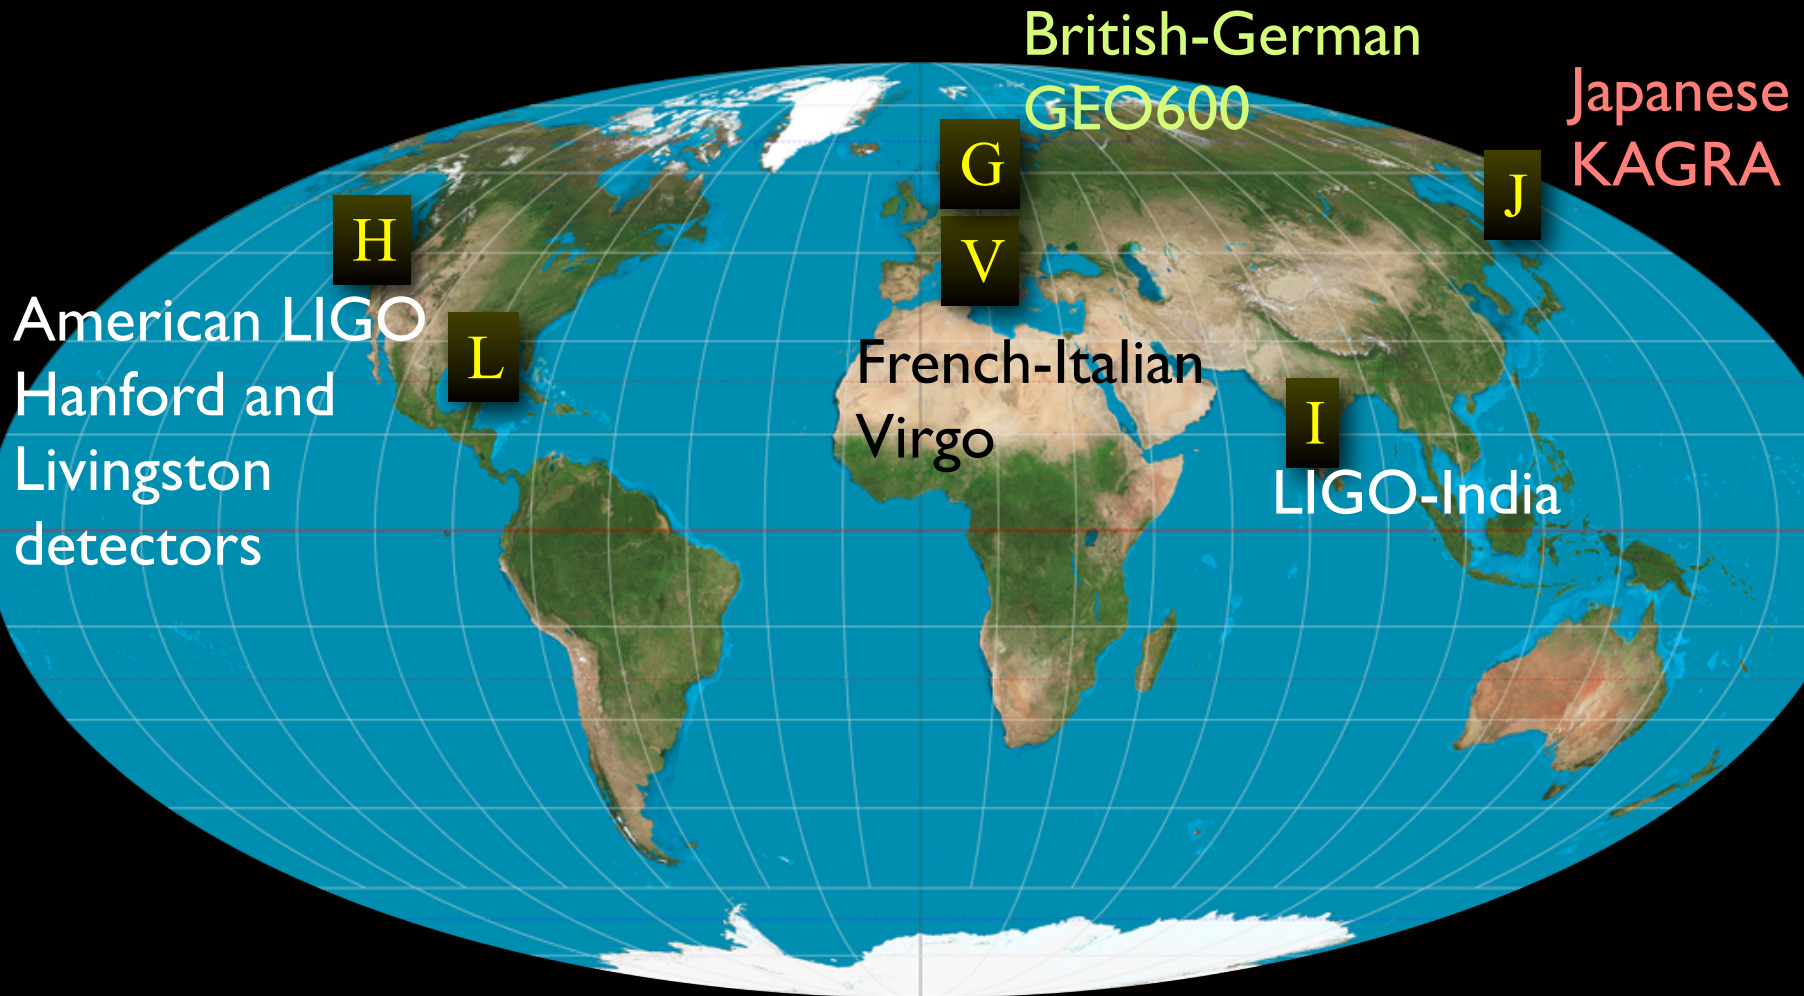 British-German
GEO600
Japanese
KAGRA
G
J
H
V
American LIGO
Hanford and
Livingston
detectors
L
French-Italian
Virgo
I
LIGO-India